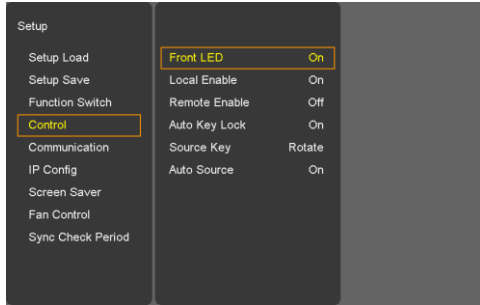 Setup
Setup Load
Setup Save
Function Switch
Control
Communication
IP Config
Screen Saver
Fan Control
Sync Check Period
Front LED On
Local Enable On
Remote Enable Off
Auto Key Lock On
Source Key Rotate
Auto Source On